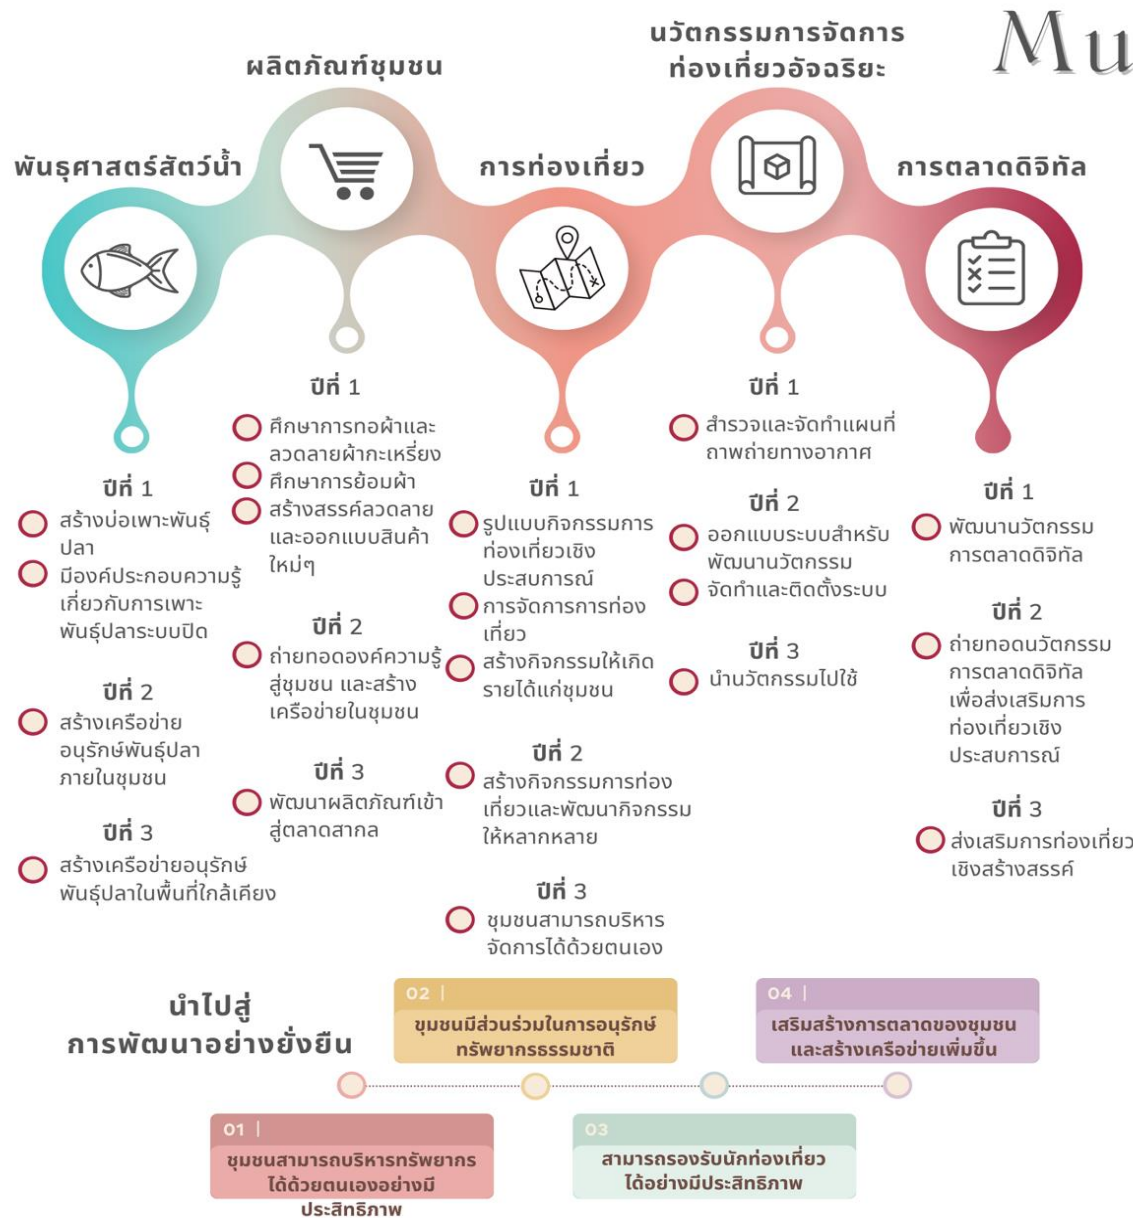 Mu
พันธุศาสตร์สัตว์น้ำ
ปีที่ 1
สร้างบ่อเพาะพันธุ์
ปลา
มีองค์ประกอบความรู้
เกี่ยวกับการเพาะ
พันธุ์ปลาระบบปิด
ปีที่ 2
สร้างเครือข่าย
อนุรักษ์พันธุ์ปลา
ภายในชุมชน
ปีที่ 3
สร้างเครือข่ายอนุรักษ์
พันธุ์ปลาในพื้นที่ใกล้เคียง
ผลิตภัณฑ์ชุมชน
ปีที่ 1
ศึกษาการทอผ้าและ
ลวดลายผ้ากะเหรี่ยง
ศึกษาการย้อมผ้า
สร้างสรรค์ลวดลาย
และออกแบบสินค้า
ใหม่ๆ
ปีที่ 2
ถ่ายทอดองค์ความรู้
สู่ชุมชน และสร้าง
เครือข่ายในชุมชน
ปีที่ 3
พัฒนาผลิตภัณฑ์เข้า
สู่ตลาดสากล
การท่องเที่ยว
ปีที่ 1
รูปแบบกิจกรรมการ
ท่องเที่ยวเชิง
ประสบการณ์
การจัดการการท่อง
เที่ยว
สร้างกิจกรรมให้เกิด
รายได้แก่ชุมชน
ปีที่ 2
สร้างกิจกรรมการท่อง
เที่ยวและพัฒนากิจกรรม
ให้หลากหลาย
ปีที่ 3
ชุมชนสามารถบริหาร
จัดการได้ด้วยตนเอง
นวัตกรรมการจัดการ
ท่องเที่ยวอัจฉริยะ
ปีที่ 1
สำรวจและจัดทำแผนที่
ถาพถ่ายทางอากาศ
ปีที่ 2
ออกแบบระบบสำหรับ
พัฒนานวัตกรรม
จัดทำและติดตั้งระบบ
ปีที่ 3
นำนวัตกรรมไปใช้
การตลาดดิจิทัล
ปีที่ 1
พัฒนานวัตกรรม
การตลาดดิจิทัล
ปีที่ 2
ถ่ายทอดนวัตกรรม
การตลาดดิจิทัล
เพื่อส่งเสริมการ
ท่องเที่ยวเชิง
ประสบการณ์
ปีที่ 3
ส่งเสริมการท่องเที่ยว
เชิงสร้างสรรค์
นำไปสู่
การพัฒนาอย่างยั่งยืน
01 |
ชุมชนสามารถบริหารทรัพยากร
ได้ด้วยตนเองอย่างมี
ประสิทธิภาพ
02 |
ขุมชนมีส่วนร่วมในการอนุรักษ์
ทรัพยากรธรรมชาติ
03
สามารถรองรับนักท่องเที่ยว
ได้อย่างมีประสิทธิภาพ
04 |
เสริมสร้างการตลาดของชุมชน
และสร้างเครือข่ายเพิ่มขึ้น